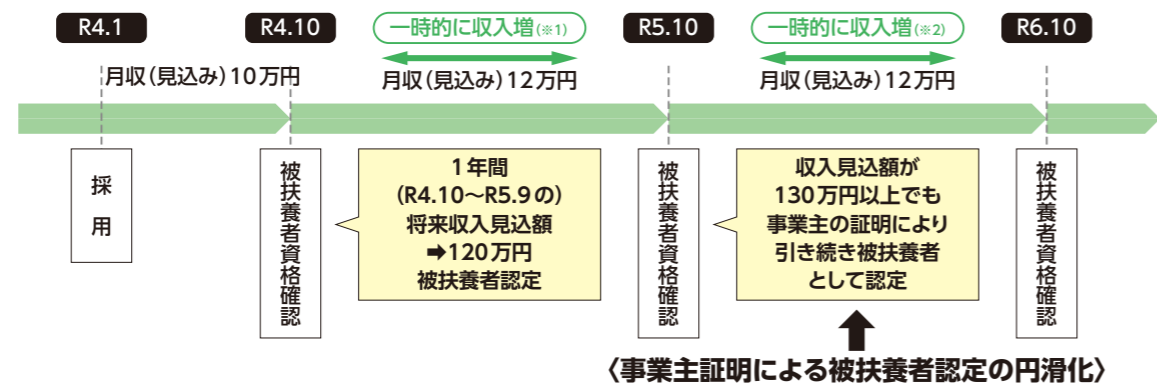 R4.1
R4.10
一時的に収入増(※1)
R5.10
一時的に収入増(※2)
R6.10
月収(見込み)10万円
月収(見込み)12万円
月収(見込み)12万円
採用
被扶養者資格確認
1年間
(R4.10〜R5.9の)
将来収入見込額
➡120万円
被扶養者認定
被扶養者資格確認
収入見込額が
130万円以上でも
事業主の証明により
引き続き被扶養者
として認定
被扶養者資格確認
〈事業主証明による被扶養者認定の円滑化〉